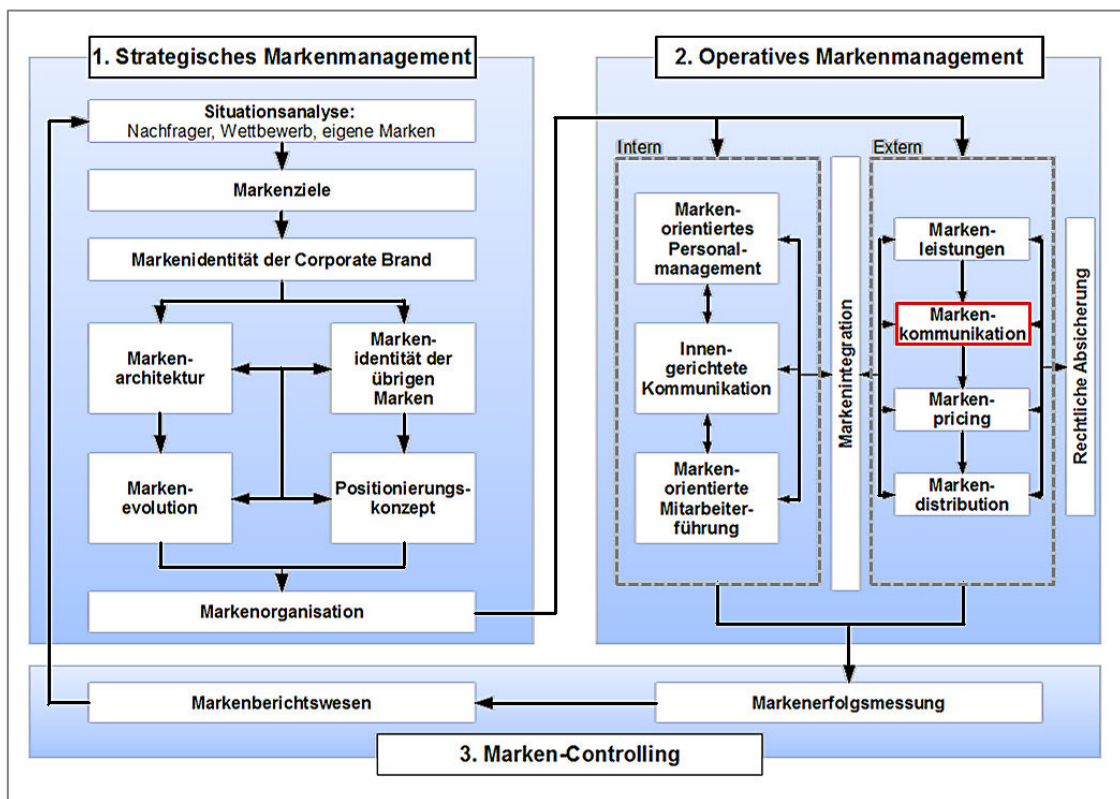 1. Strategisches Markenmanagement
Situationsanalyse:
Nachfrager, Wettbewerb, eigene Marken
Markenziele
Markenidentität der Corporate Brand
Marken-
architektur
Marken-
identität der
übrigen
Marken
Marken-
evolution
Positionierungs-
konzept
Markenorganisation
2. Operatives Markenmanagement
Intern
Marken-
orientiertes
Personal-
management
Innen-
gerichtete
Kommunikation
Marken-
orientierte
Mitarbeiter-
führung
Markenintegration
Extern
Marken-
leistungen
Marken-
kommunikation
Marken-
pricing
Marken-
distribution
Rechtliche Absicherung
Markenberichtswesen
Markenerfolgsmessung
3. Marken-Controlling